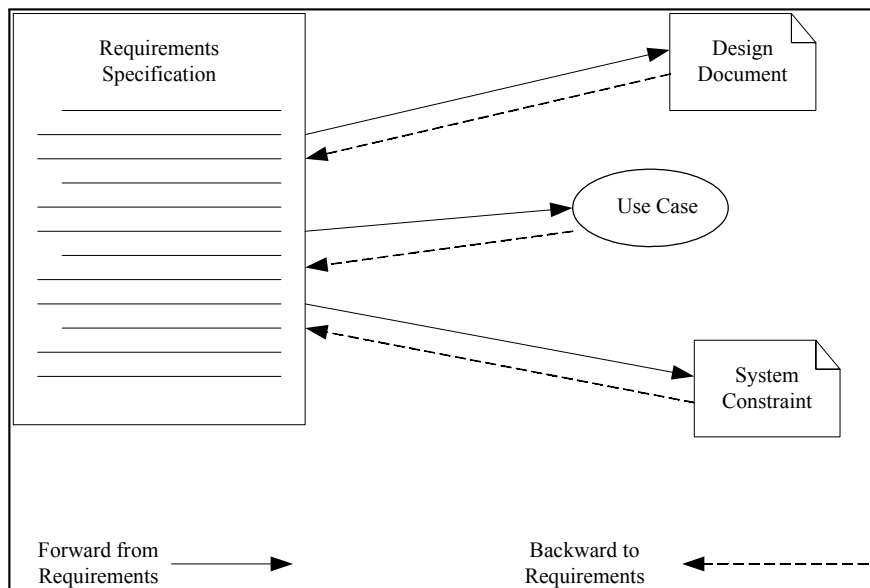 Requirements
Specification
Design
Document
Use Case
System
Constraint
Forward from
Requirements
Backward to
Requirements